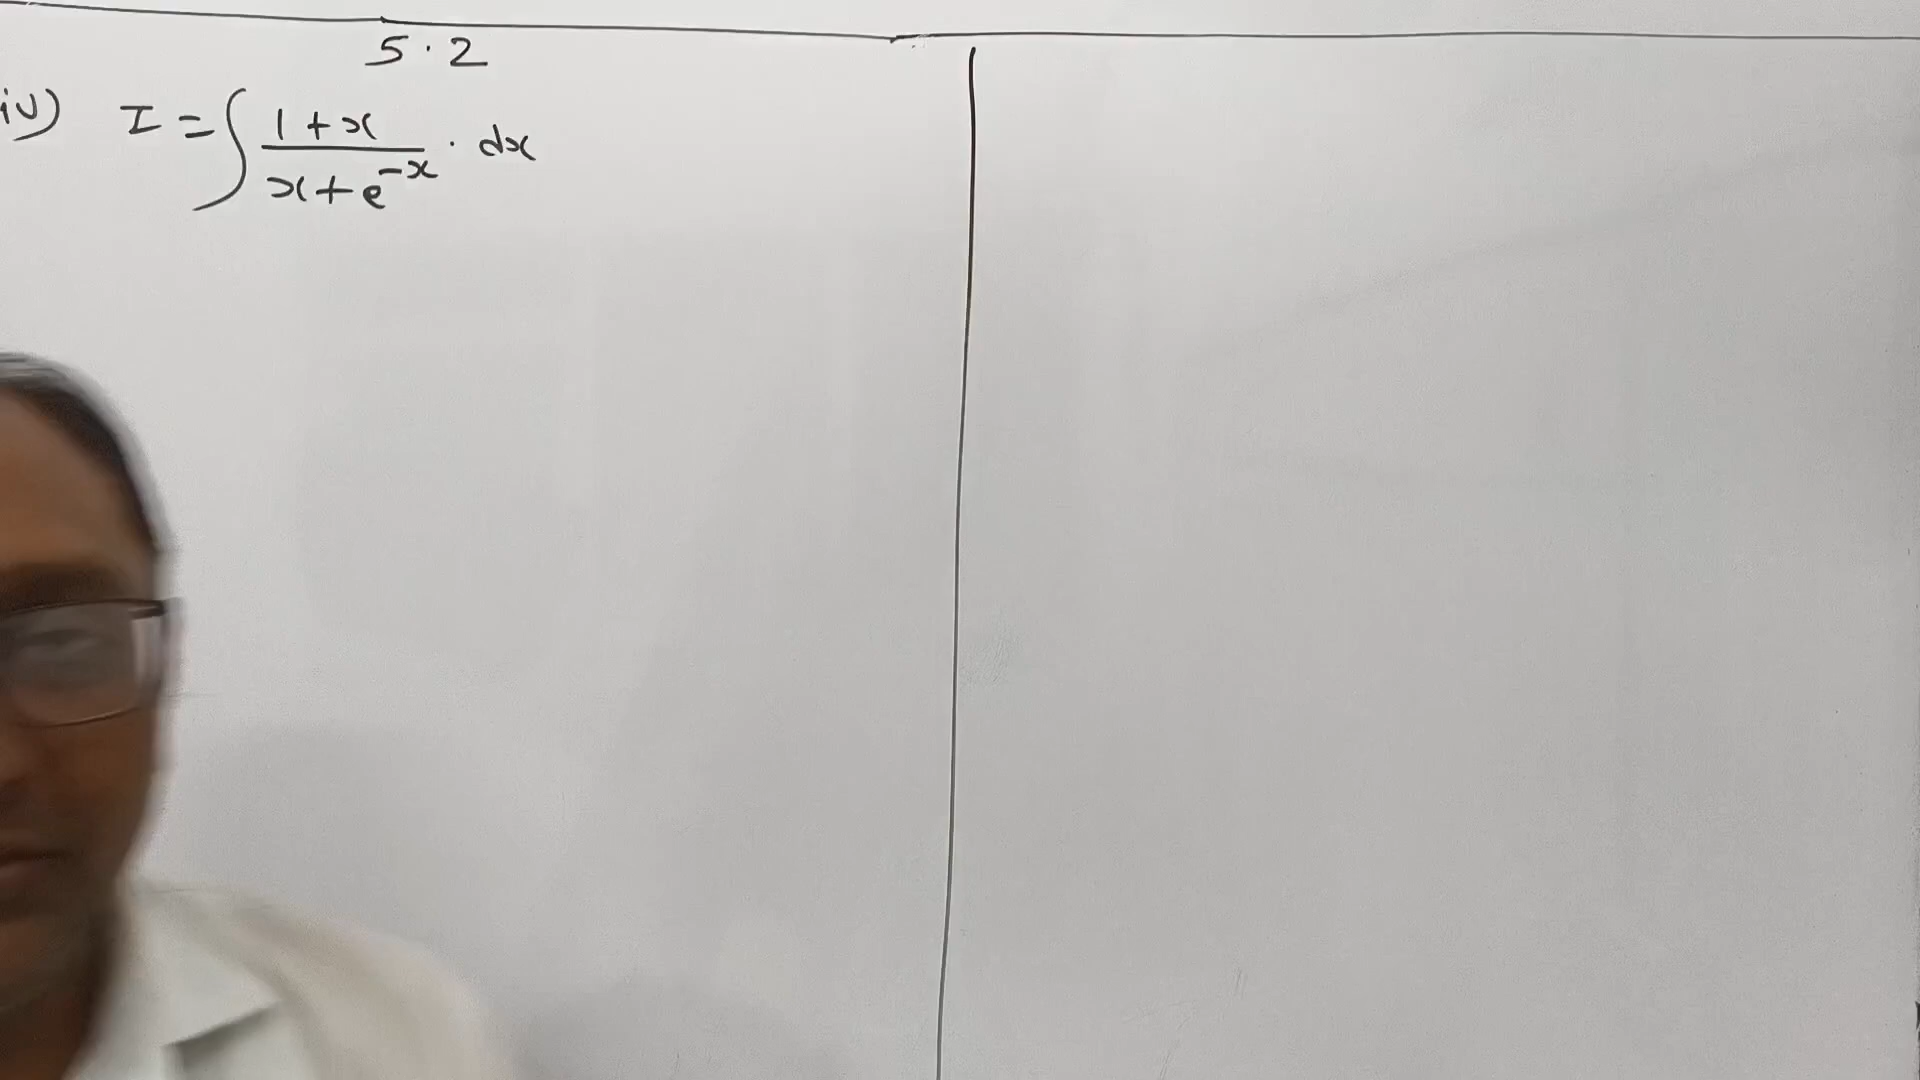 5.2
iv) I = ∫ (1+x)/(x+e^-x) . dx